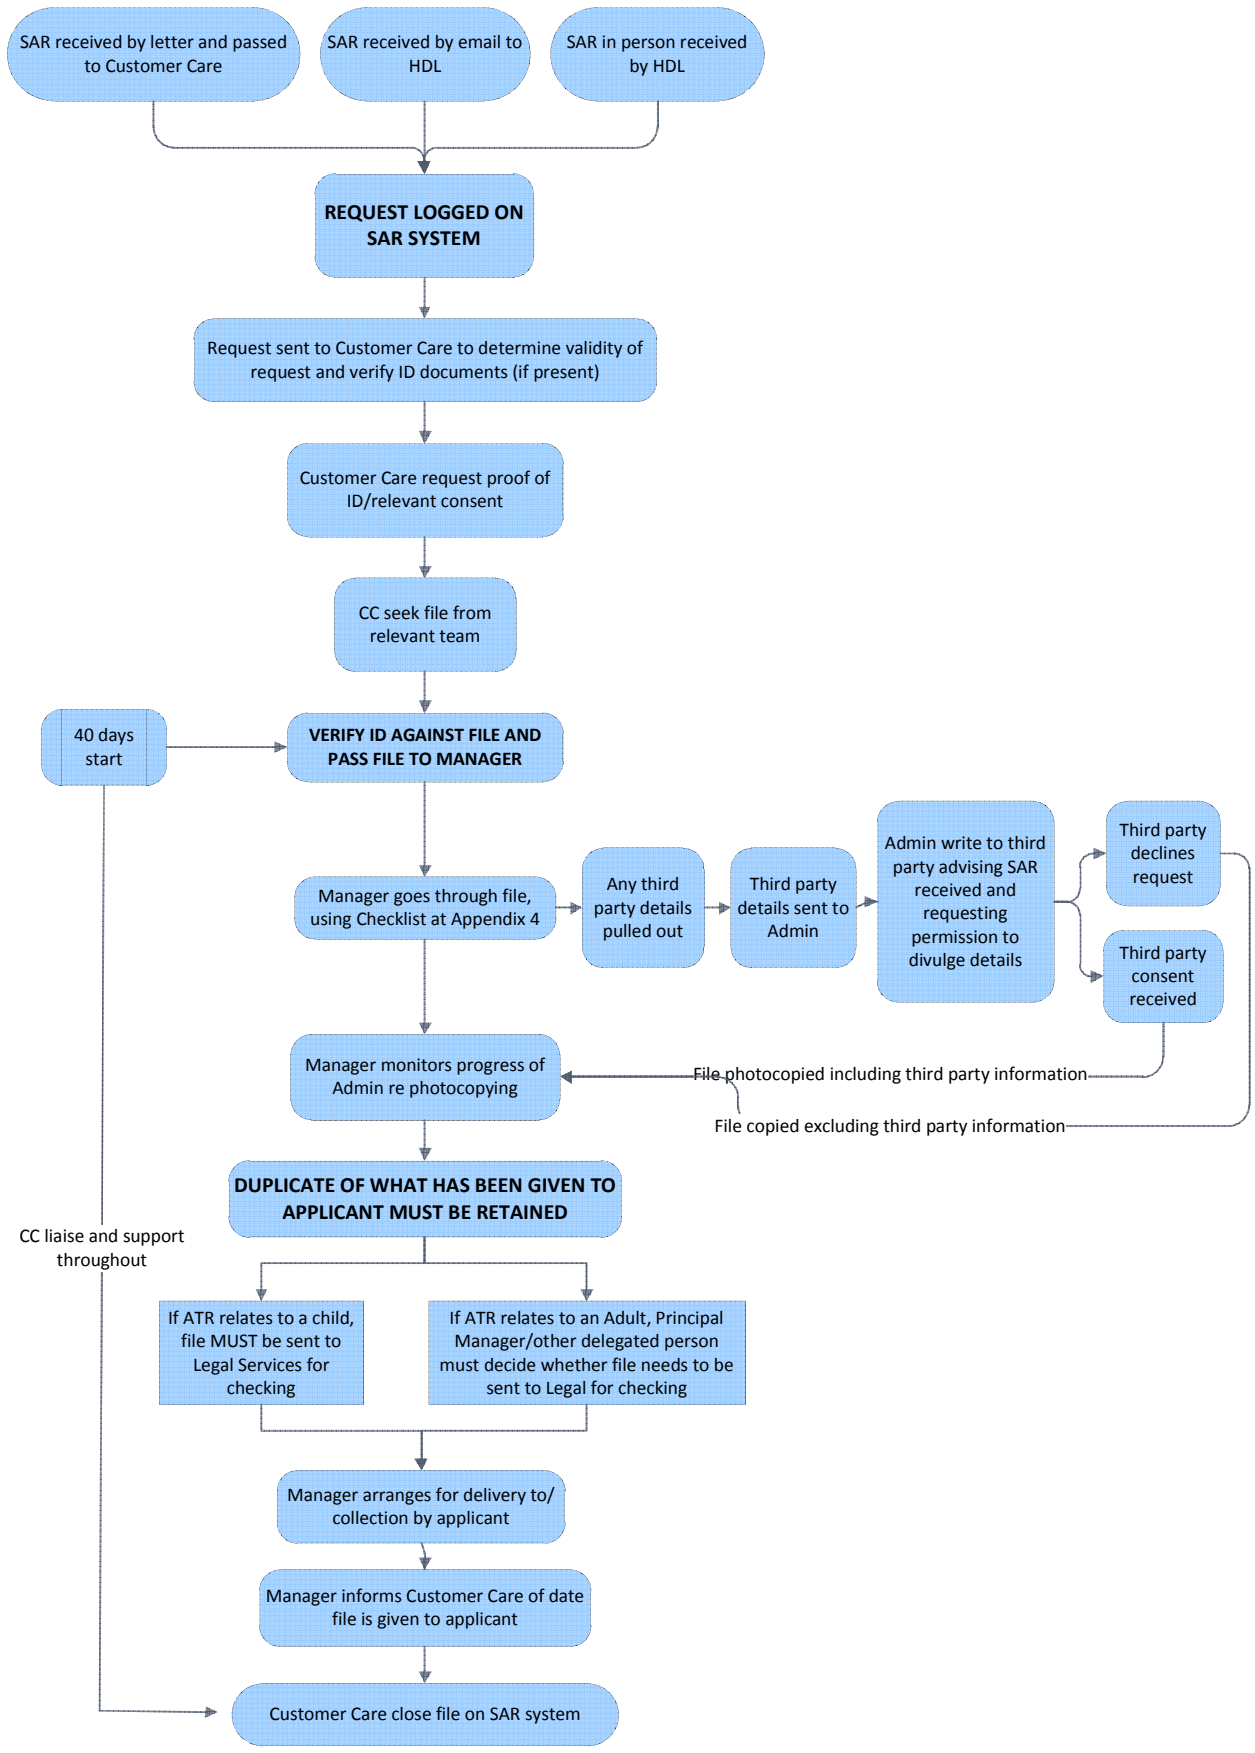 SAR received by letter and passed
to Customer Care
SAR received by email to
HDL
SAR in person received
by HDL
REQUEST LOGGED ON
SAR SYSTEM
Request sent to Customer Care to determine validity of
request and verify ID documents (if present)
Customer Care request proof of
ID/relevant consent
CC seek file from
relevant team
40 days
start
VERIFY ID AGAINST FILE AND
PASS FILE TO MANAGER
Manager goes through file,
using Checklist at Appendix 4
Any third
party details
pulled out
Third party
details sent to
Admin
Admin write to third
party advising SAR
received and
requesting
permission to
divulge details
Third party
declines
request
Third party
consent
received
Manager monitors progress of
Admin re photocopying
File photocopied including third party information
File copied excluding third party information
DUPLICATE OF WHAT HAS BEEN GIVEN TO
APPLICANT MUST BE RETAINED
CC liaise and support
throughout
If ATR relates to a child,
file MUST be sent to
Legal Services for
checking
If ATR relates to an Adult, Principal
Manager/other delegated person
must decide whether file needs to be
sent to Legal for checking
Manager arranges for delivery to/
collection by applicant
Manager informs Customer Care of date
file is given to applicant
Customer Care close file on SAR system